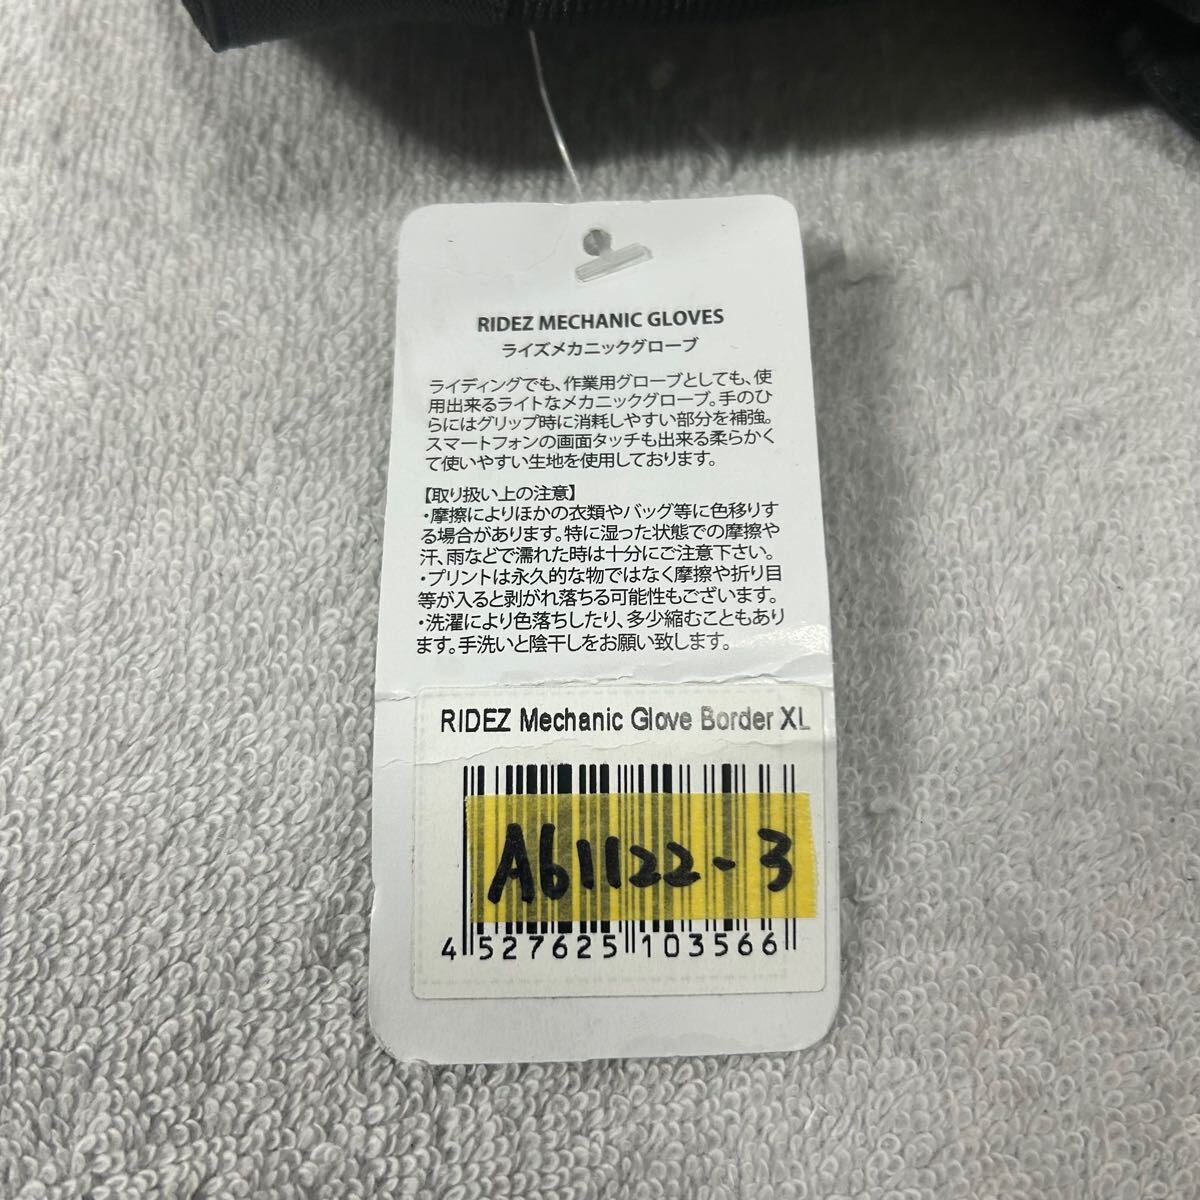 RIDEZ MECHANIC GLOVES
ライズメカニックグローブ
ライディングでも、作業用グローブとしても、使
用出来るライトなメカニックグローブ。手のひ
らにはグリップ時に消耗しやすい部分を補強。
スマートフォンの画面タッチも出来る柔らかく
て使いやすい生地を使用しております。
【取り扱い上の注意】
・摩擦によりほかの衣類やバッグ等に色移りす
る場合があります。特に湿った状態での摩擦や
汗、雨などで濡れた時は十分にご注意下さい。
・プリントは永久的な物ではなく摩擦や折り目
等が入ると剥がれ落ちる可能性もございます。
・洗濯により色落ちしたり、多少縮むこともあり
ます。手洗いと陰干しをお願い致します。
RIDEZ Mechanic Glove Border XL
A61122-3
4 527625 103566